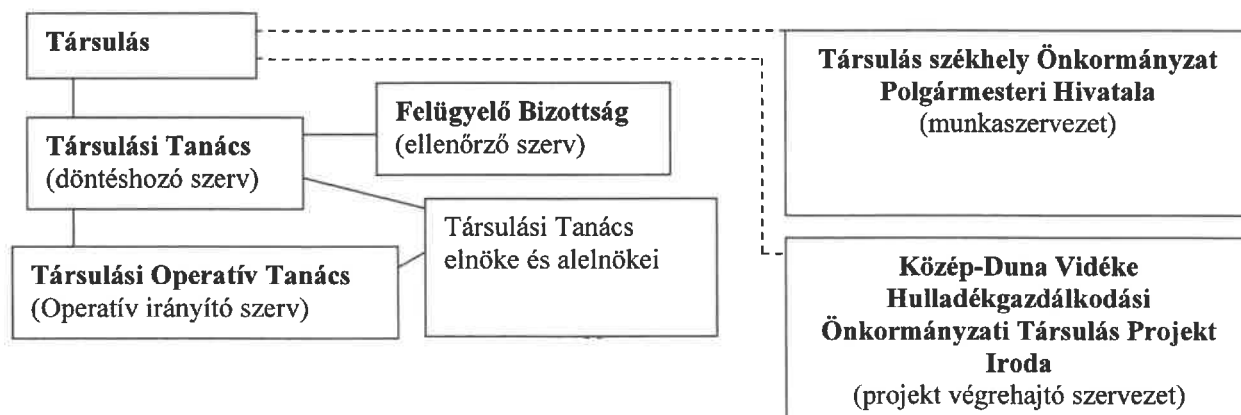 Társulás
Társulási Tanács
(döntéshozó szerv)
Társulási Operatív Tanács
(Operatív irányító szerv)
Felügyelő Bizottság
(ellenőrző szerv)
Társulási Tanács
elnöke és alelnökei
Társulás székhely Önkormányzat
Polgármesteri Hivatala
(munkaszervezet)
Közép-Duna Vidéke
Hulladékgazdálkodási
Önkormányzati Társulás Projekt
Iroda
(projekt végrehajtó szervezet)